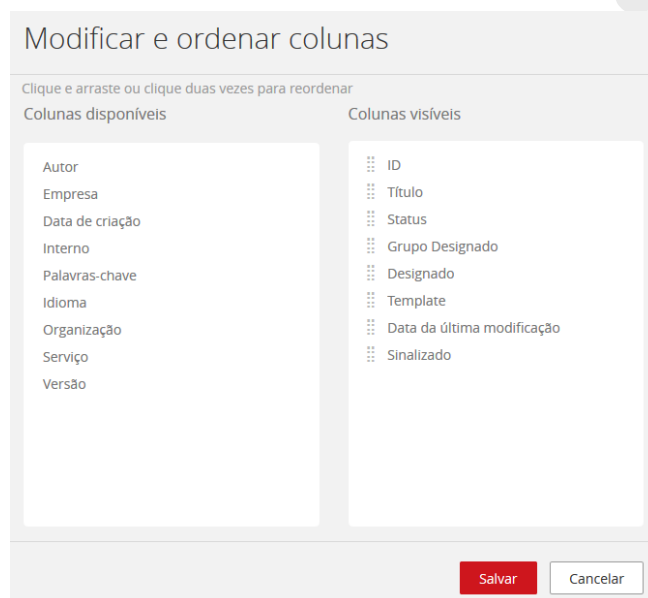 Modificar e ordenar colunas
Clique e arraste ou clique duas vezes para reordenar
Colunas disponíveis
Autor
Empresa
Data de criação
Interno
Palavras-chave
Idioma
Organização
Serviço
Versão
Colunas visíveis
ID
Título
Status
Grupo Designado
Designado
Template
Data da última modificação
Sinalizado
Salvar
Cancelar